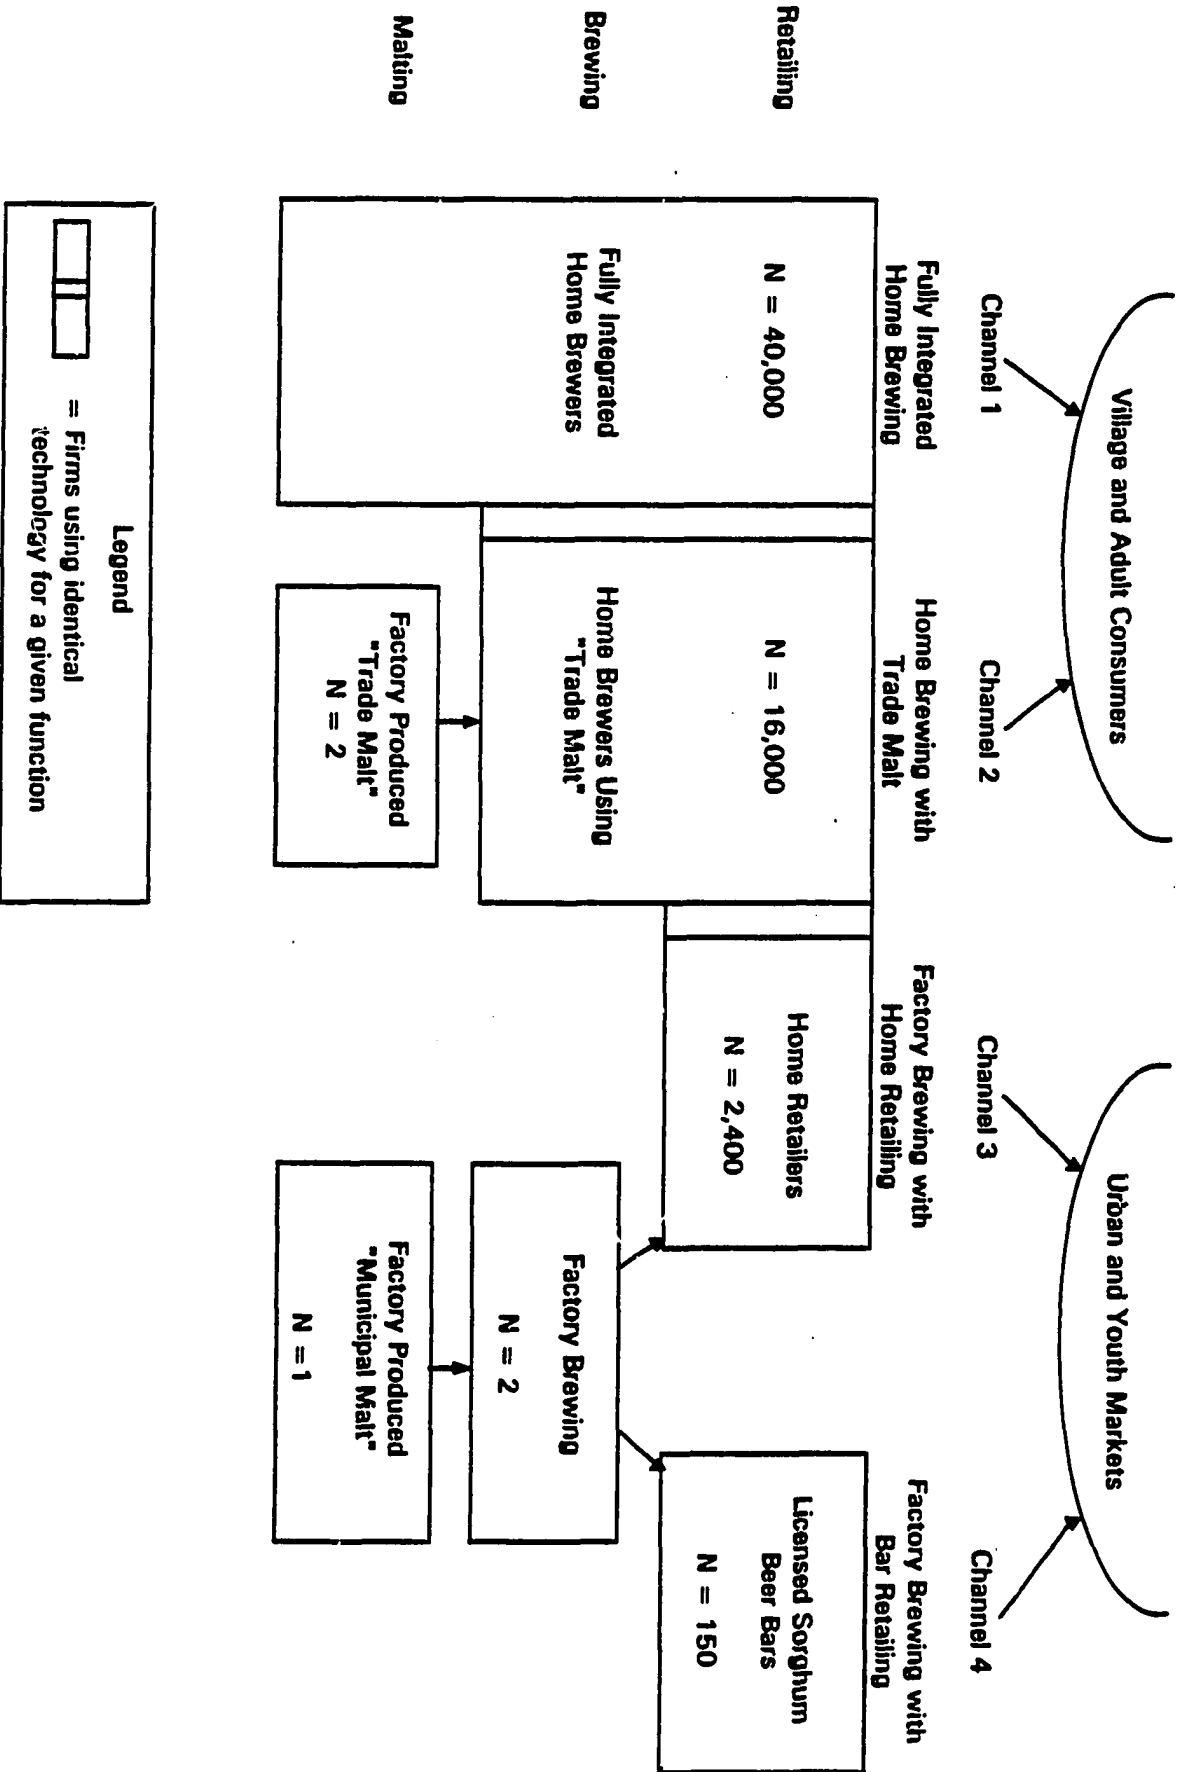 Village and Adult Consumers
Urban and Youth Markets
Channel 1
Channel 2
Channel 3
Channel 4
Fully Integrated
Home Brewing
Home Brewing with
Trade Malt
Factory Brewing with
Home Retailing
Factory Brewing with
Bar Retailing
Retailing
N = 40,000
N = 16,000
Home Retailers
N = 2,400
Licensed Sorghum
Beer Bars
N = 150
Brewing
Fully Integrated
Home Brewers
Home Brewers Using
"Trade Malt"
Factory Brewing
N = 2
Malting
Factory Produced
"Trade Malt"
N = 2
Factory Produced
"Municipal Malt"
N = 1
Legend
= Firms using identical
technology for a given function